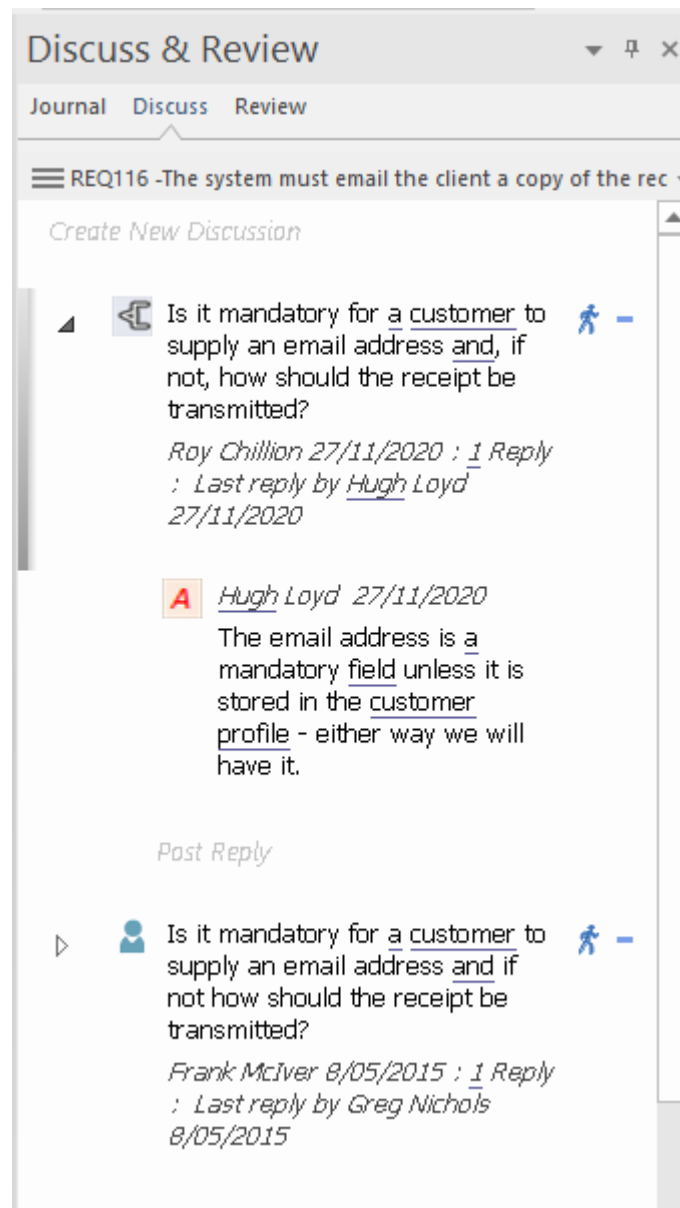 Discuss & Review
Journal Discuss Review
REQ116 -The system must email the client a copy of the rec
Create New Discussion
Is it mandatory for a customer to
supply an email address and, if
not, how should the receipt be
transmitted?
Roy Chillion 27/11/2020 : 1 Reply
: Last reply by Hugh Loyd
27/11/2020
A Hugh Loyd 27/11/2020
The email address is a
mandatory field unless it is
stored in the customer
profile - either way we will
have it.
Post Reply
Is it mandatory for a customer to
supply an email address and if
not how should the receipt be
transmitted?
Frank McIver 8/05/2015 : 1 Reply
: Last reply by Greg Nichols
8/05/2015